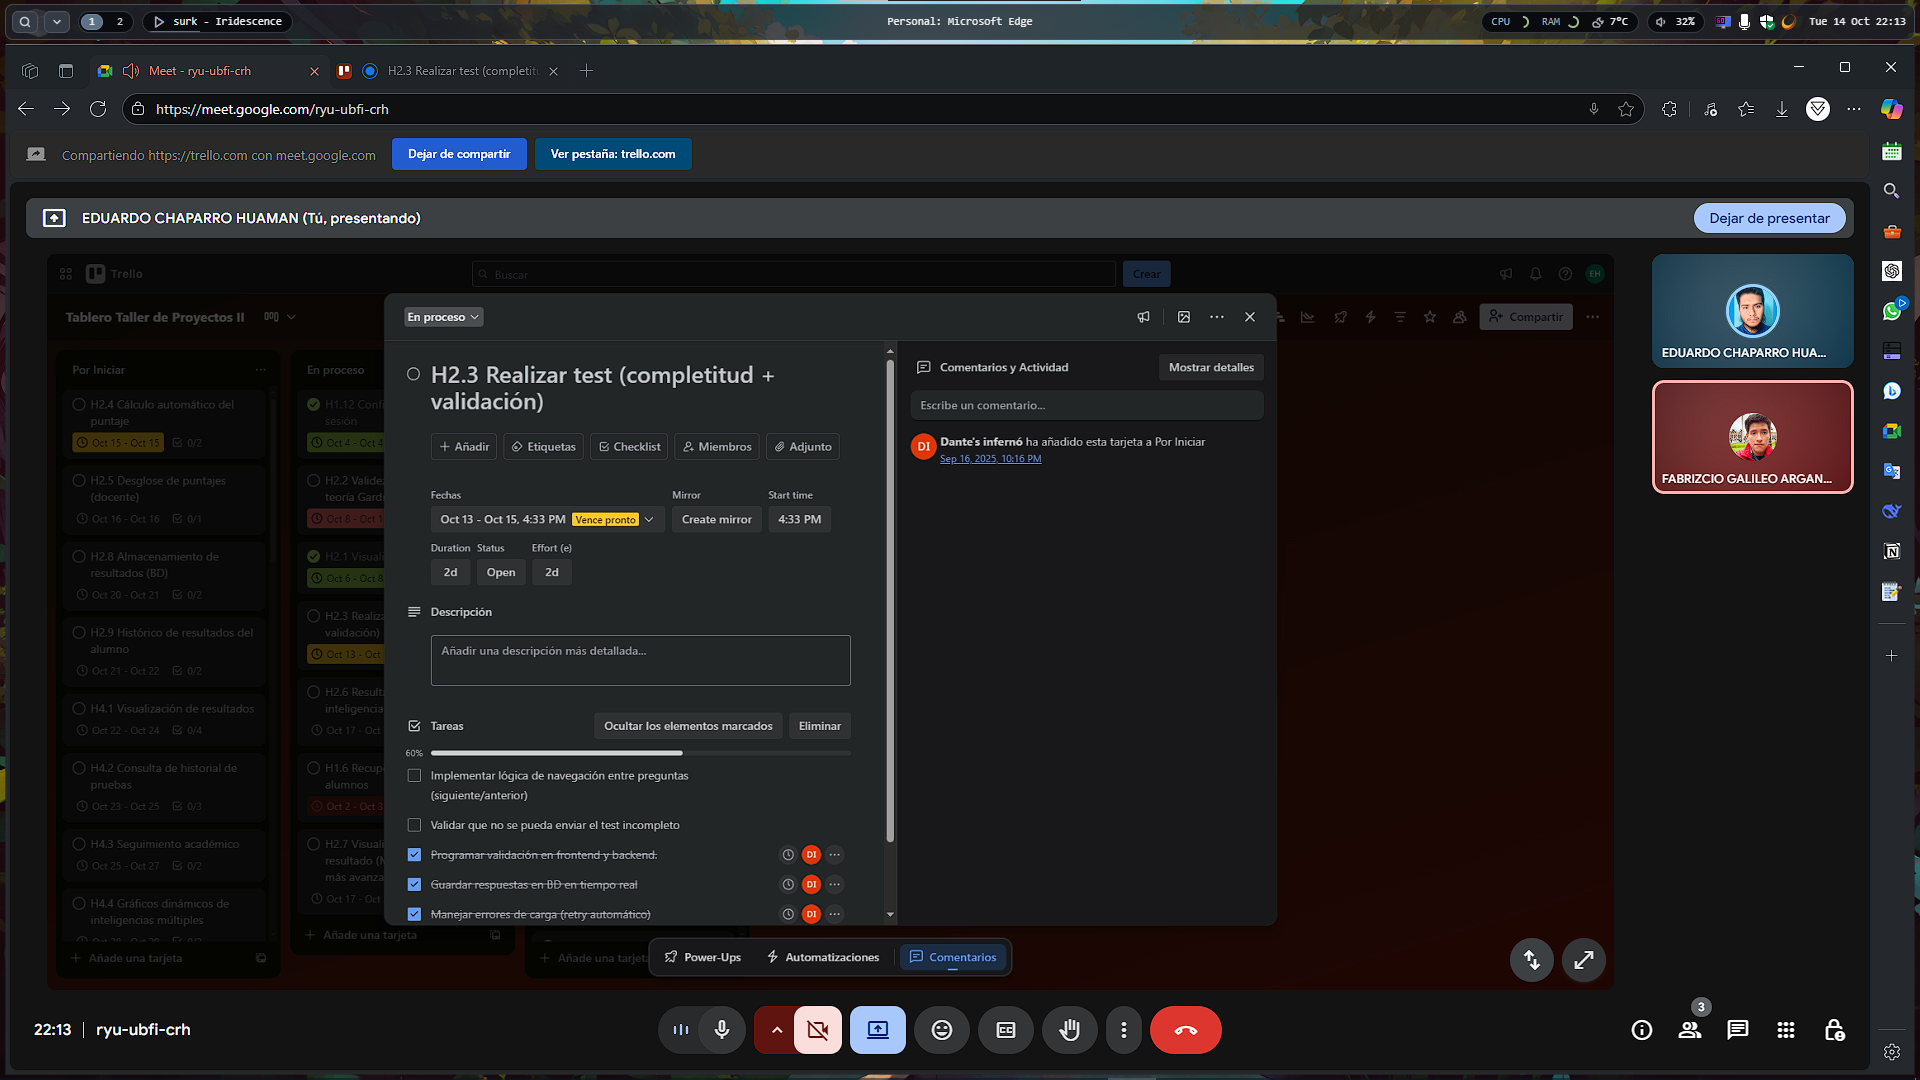 1
2
surk - Iridescence
Personal: Microsoft Edge
CPU
RAM
7°C
32%
Tue 14 Oct 22:13
Meet - ryu-ubfi-crh
H2.3 Realizar test (completitu
https://meet.google.com/ryu-ubfi-crh
Compartiendo https://trello.com con meet.google.com
Dejar de compartir
Ver pestaña: trello.com
EDUARDO CHAPARRO HUAMAN (Tú, presentando)
Dejar de presentar
Trello
Buscar
Crear
EH
Tablero Taller de Proyectos II
Compartir
Por Iniciar
H2.4 Cálculo automático del
puntaje
Oct 15 - Oct 15
0/2
H2.5 Desglose de puntajes
(docente)
Oct 16 - Oct 16
0/1
H2.8 Almacenamiento de
resultados (BD)
Oct 20 - Oct 21
0/2
H2.9 Histórico de resultados del
alumno
Oct 21 - Oct 22
0/2
H4.1 Visualización de resultados
Oct 22 - Oct 24
0/4
H4.2 Consulta de historial de
pruebas
Oct 23 - Oct 25
0/3
H4.3 Seguimiento académico
Oct 25 - Oct 27
0/2
H4.4 Gráficos dinámicos de
inteligencias múltiples
Añade una tarjeta
En proceso
H1.12 Confi
sesión
Oct 4 - Oct 4
H2.2 Valide
teoría Gard
Oct 8 - Oct 1
H2.1 Visuali
Oct 6 - Oct 8
H2.3 Realiza
validación)
Oct 13 - Oct
H2.6 Result
inteligencia
Oct 17 - Oct
H1.6 Recup
alumnos
Oct 2 - Oct 3
H2.7 Visual
resultado (M
más avanza
Oct 17 - Oct
Añade una tarjeta
Añade una tarjet
En proceso
H2.3 Realizar test (completitud +
validación)
Añadir
Etiquetas
Checklist
Miembros
Adjunto
Fechas
Mirror
Start time
Oct 13 - Oct 15, 4:33 PM
Vence pronto
Create mirror
4:33 PM
Duration
Status
Effort (e)
2d
Open
2d
Descripción
Añadir una descripción más detallada...
Tareas
Ocultar los elementos marcados
Eliminar
60%
Implementar lógica de navegación entre preguntas
(siguiente/anterior)
Validar que no se pueda enviar el test incompleto
Programar validación en frontend y backend.
DI
Guardar respuestas en BD en tiempo real
DI
Manejar errores de carga (retry automático)
DI
Comentarios y Actividad
Mostrar detalles
Escribe un comentario...
DI
Dante's infernó ha añadido esta tarjeta a Por Iniciar
Sep 16, 2025, 10:16 PM
Power-Ups
Automatizaciones
Comentarios
EDUARDO CHAPARRO HUA...
FABRIZCIO GALILEO ARGAN...
22:13
ryu-ubfi-crh
3